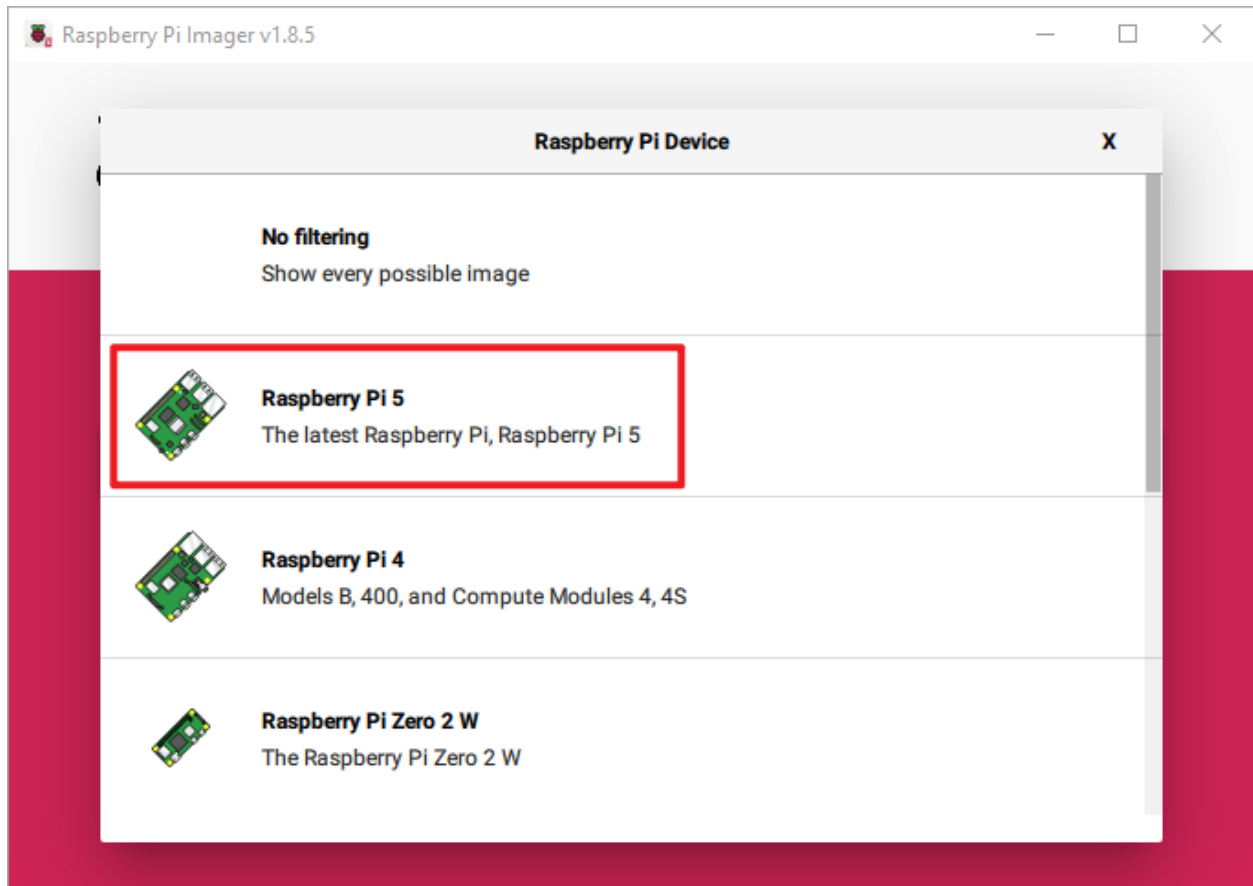 Raspberry Pi Imager v1.8.5
Raspberry Pi Device X
No filtering
Show every possible image
Raspberry Pi 5
The latest Raspberry Pi, Raspberry Pi 5
Raspberry Pi 4
Models B, 400, and Compute Modules 4, 4S
Raspberry Pi Zero 2 W
The Raspberry Pi Zero 2 W